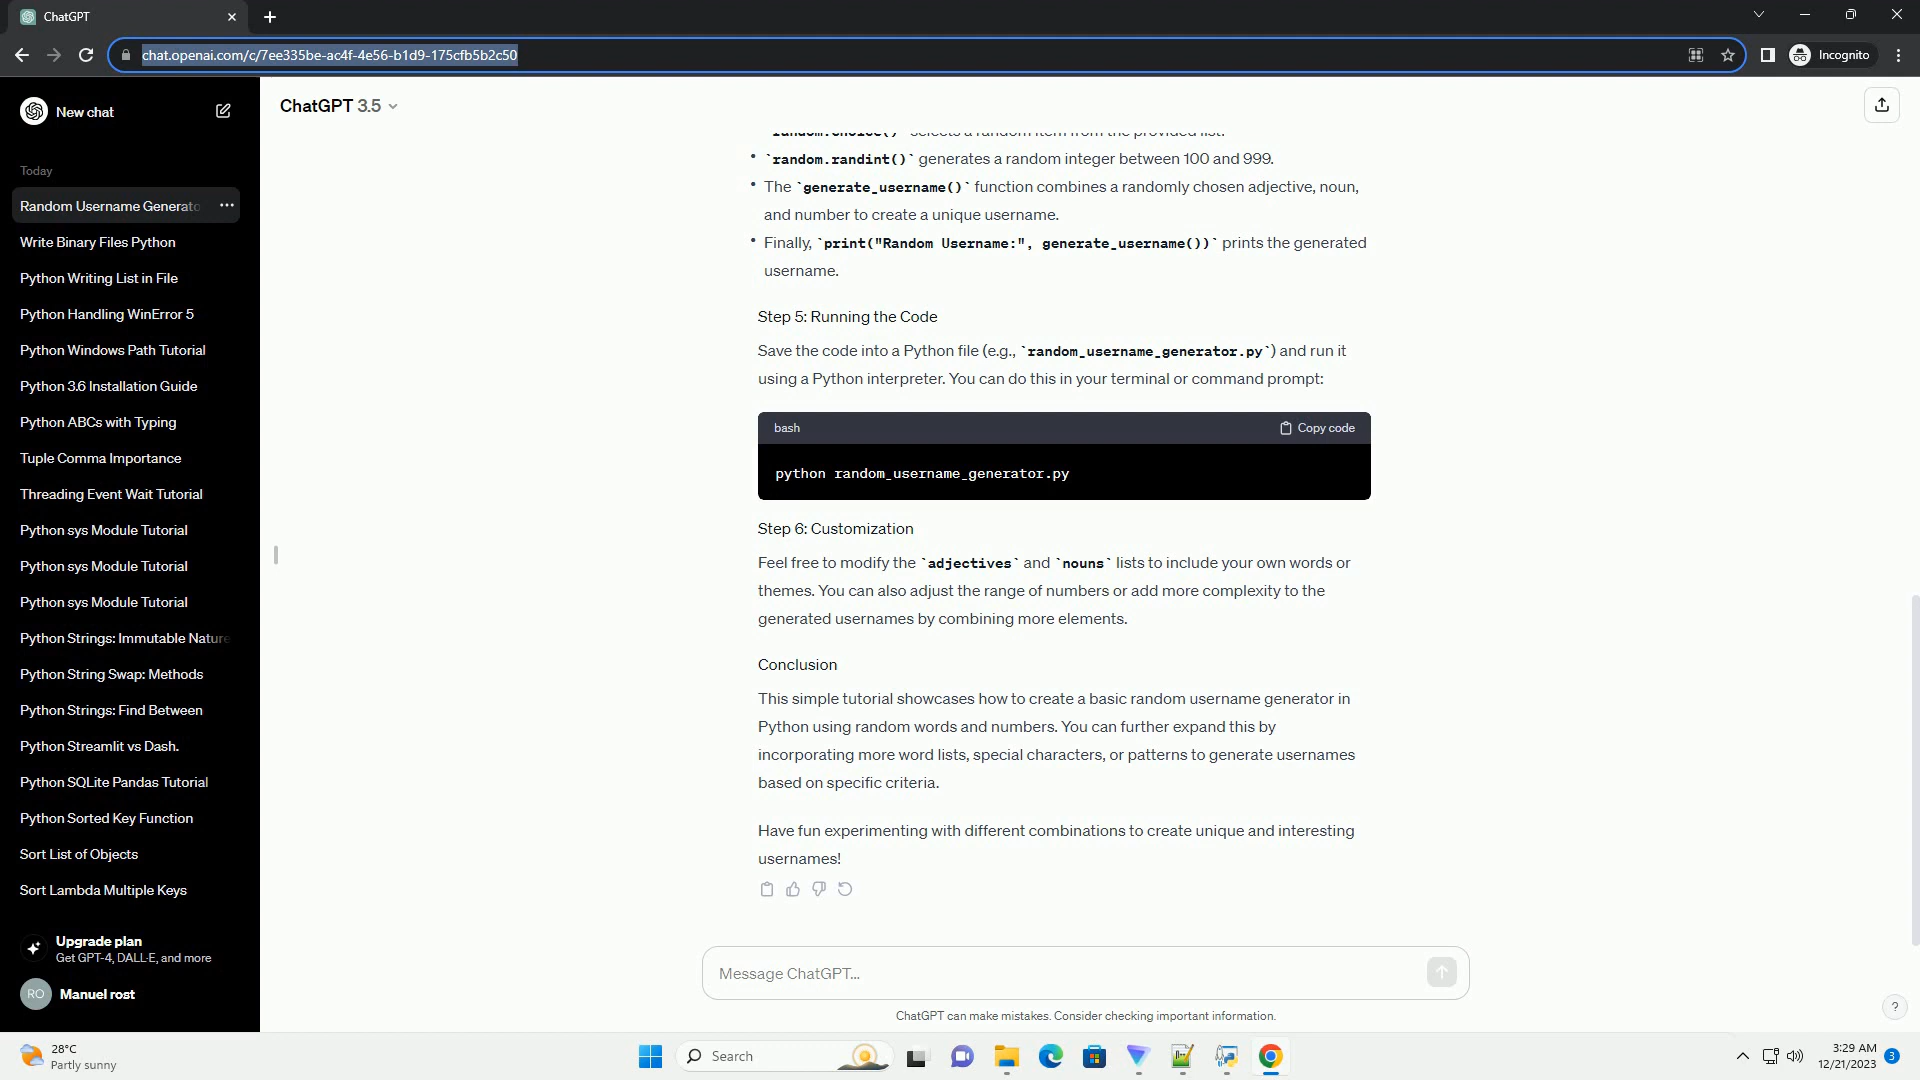 ChatGPT
chat.openai.com/c/7ee335be-ac4f-4e56-b1d9-175cfb5b2c50
Incognito
New chat
Today
Random Username Generato
Write Binary Files Python
Python Writing List in File
Python Handling WinError 5
Python Windows Path Tutorial
Python 3.6 Installation Guide
Python ABCs with Typing
Tuple Comma Importance
Threading Event Wait Tutorial
Python sys Module Tutorial
Python sys Module Tutorial
Python sys Module Tutorial
Python Strings: Immutable Nature
Python String Swap: Methods
Python Strings: Find Between
Python Streamlit vs Dash.
Python SQLite Pandas Tutorial
Python Sorted Key Function
Sort List of Objects
Sort Lambda Multiple Keys
Upgrade plan
Get GPT-4, DALL·E, and more
RO Manuel rost
ChatGPT 3.5
`random.choice()` selects a random item from the provided list.
• `random.randint()` generates a random integer between 100 and 999.
• The `generate_username()` function combines a randomly chosen adjective, noun,
and number to create a unique username.
• Finally, `print("Random Username:", generate_username())` prints the generated
username.
Step 5: Running the Code
Save the code into a Python file (e.g., `random_username_generator.py`) and run it
using a Python interpreter. You can do this in your terminal or command prompt:
bash Copy code
python random_username_generator.py
Step 6: Customization
Feel free to modify the `adjectives` and `nouns` lists to include your own words or
themes. You can also adjust the range of numbers or add more complexity to the
generated usernames by combining more elements.
Conclusion
This simple tutorial showcases how to create a basic random username generator in
Python using random words and numbers. You can further expand this by
incorporating more word lists, special characters, or patterns to generate usernames
based on specific criteria.
Have fun experimenting with different combinations to create unique and interesting
usernames!
Message ChatGPT...
ChatGPT can make mistakes. Consider checking important information.
?
28°C
Partly sunny
Search
3:29 AM
12/21/2023
3